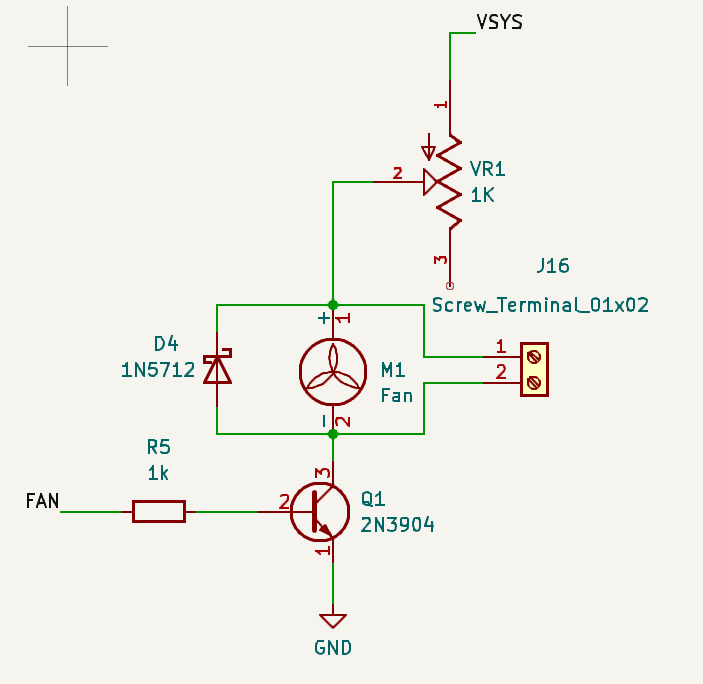 VSYS
1
2
VR1
1K
3
J16
Screw_Terminal_01x02
+
1
D4
1N5712
M1
Fan
1
2
-
2
R5
1k
3
FAN
2
Q1
2N3904
1
GND